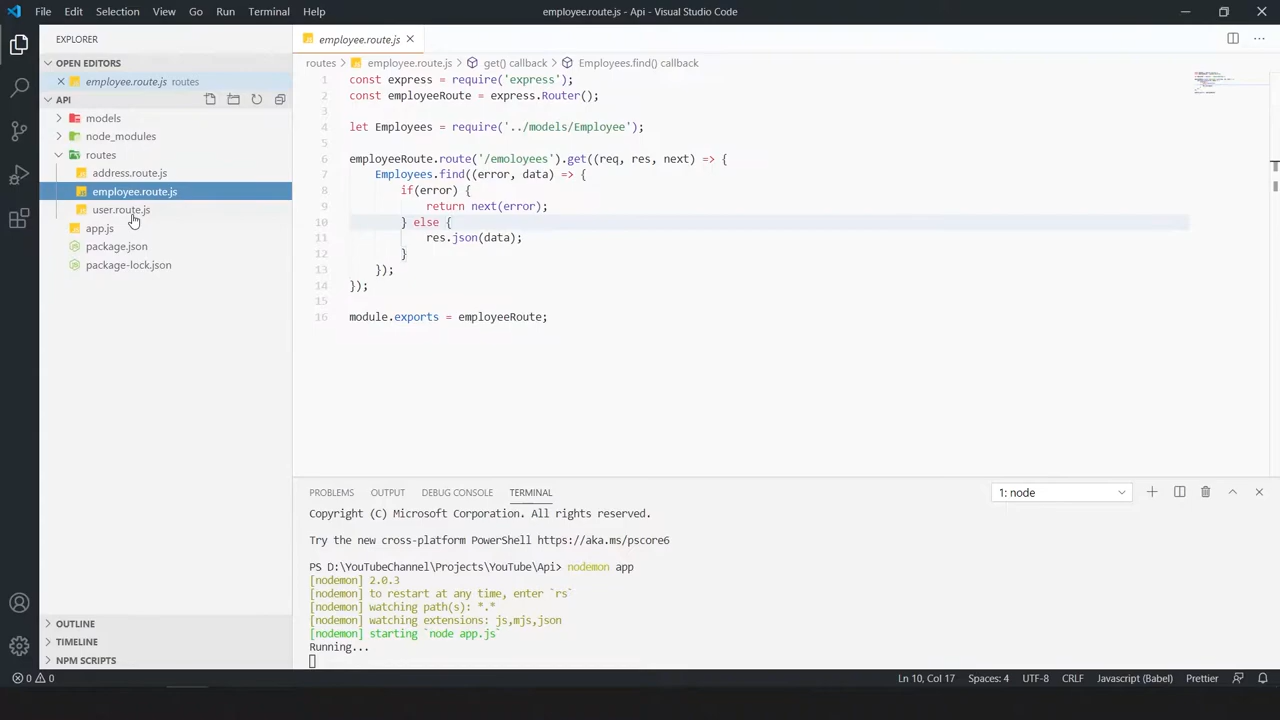 File Edit Selection View Go Run Terminal Help employee.route.js - Api - Visual Studio Code
EXPLORER
OPEN EDITORS
employee.route.js routes
API
models
node_modules
routes
address.route.js
employee.route.js
user.route.js
app.js
package.json
package-lock.json
OUTLINE
TIMELINE
NPM SCRIPTS
employee.route.js
routes > employee.route.js > get() callback > Employees.find() callback
1 const express = require('express');
2 const employeeRoute = express.Router();
3
4 let Employees = require('../models/Employee');
5
6 employeeRoute.route('/emoloyees').get((req, res, next) => {
7 Employees.find((error, data) => {
8 if(error) {
9 return next(error);
10 } else {
11 res.json(data);
12 }
13 });
14 });
15
16 module.exports = employeeRoute;
PROBLEMS OUTPUT DEBUG CONSOLE TERMINAL 1: node
Copyright (C) Microsoft Corporation. All rights reserved.
Try the new cross-platform PowerShell https://aka.ms/pscore6
PS D:\YouTubeChannel\Projects\YouTube\Api> nodemon app
[nodemon] 2.0.3
[nodemon] to restart at any time, enter `rs`
[nodemon] watching path(s): *.*
[nodemon] watching extensions: js,mjs,json
[nodemon] starting `node app.js`
Running...
0 0 Ln 10, Col 17 Spaces: 4 UTF-8 CRLF Javascript (Babel) Prettier